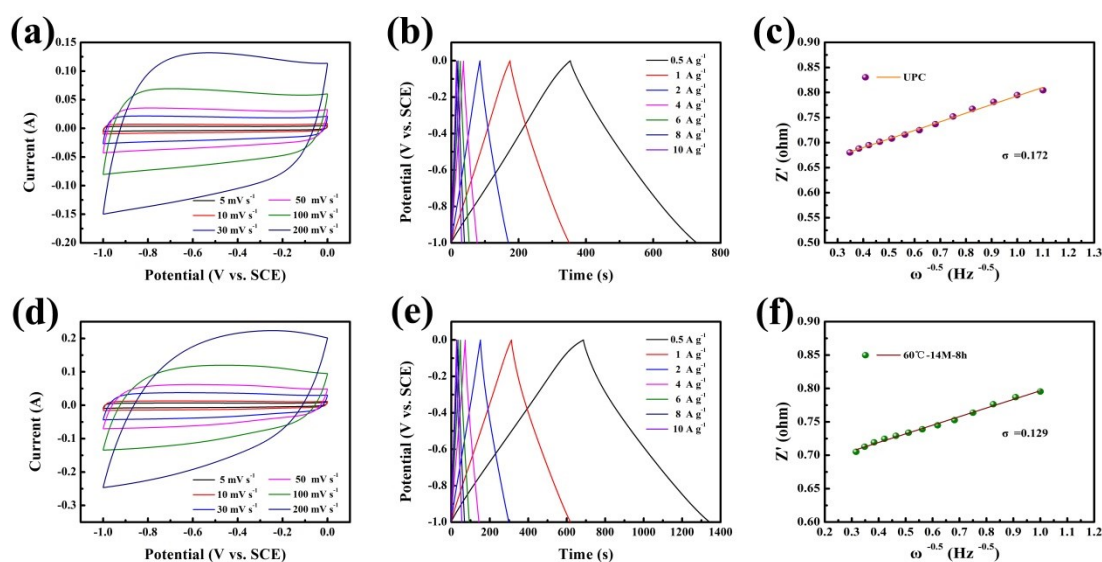 (a)
0.15
0.10
0.05
0.00
-0.05
-0.10
-0.15
-0.20
Current (A)
5 mV s-1
10 mV s-1
30 mV s-1
50 mV s-1
100 mV s-1
200 mV s-1
-1.0 -0.8 -0.6 -0.4 -0.2 0.0
Potential (V vs. SCE)
(b)
0.0
-0.2
-0.4
-0.6
-0.8
-1.0
Potential (V vs. SCE)
0.5 A g-1
1 A g-1
2 A g-1
4 A g-1
6 A g-1
8 A g-1
10 A g-1
0 200 400 600 800
Time (s)
(c)
0.90
0.85
0.80
0.75
0.70
0.65
0.60
0.55
0.50
Z' (ohm)
UPC
σ =0.172
0.3 0.4 0.5 0.6 0.7 0.8 0.9 1.0 1.1 1.2 1.3
ω -0.5 (Hz -0.5)
(d)
0.2
0.1
0.0
-0.1
-0.2
-0.3
Current (A)
5 mV s-1
10 mV s-1
30 mV s-1
50 mV s-1
100 mV s-1
200 mV s-1
-1.0 -0.8 -0.6 -0.4 -0.2 0.0
Potential (V vs. SCE)
(e)
0.0
-0.2
-0.4
-0.6
-0.8
-1.0
Potential (V vs. SCE)
0.5 A g-1
1 A g-1
2 A g-1
4 A g-1
6 A g-1
8 A g-1
10 A g-1
0 200 400 600 800 1000 1200 1400
Time (s)
(f)
0.90
0.85
0.80
0.75
0.70
0.65
0.60
Z' (ohm)
60℃-14M-8h
σ =0.129
0.2 0.3 0.4 0.5 0.6 0.7 0.8 0.9 1.0 1.1 1.2
ω -0.5 (Hz -0.5)